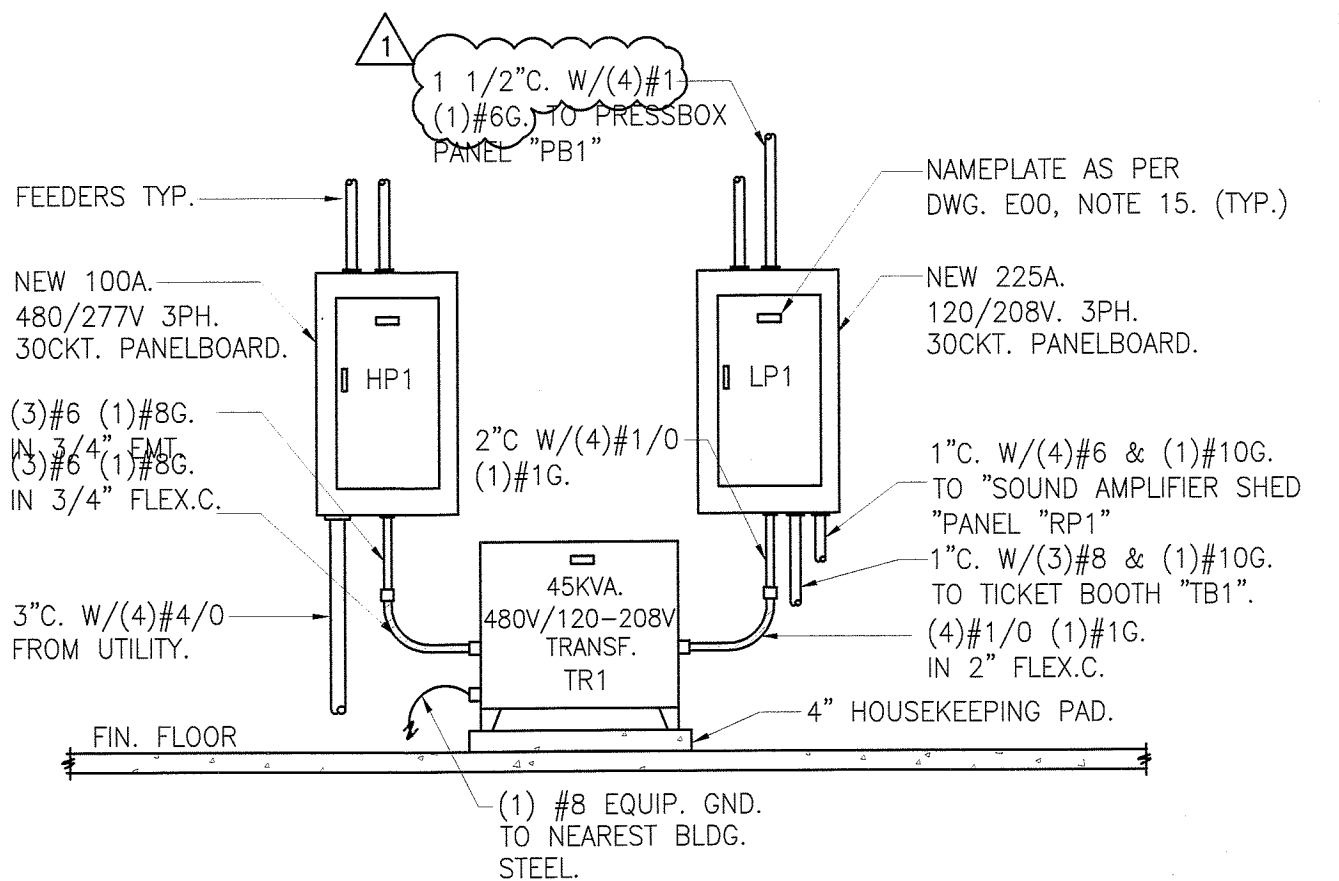 1
1 1/2"C. W/(4)#1
(1)#6G. TO PRESSBOX
PANEL "PB1"
FEEDERS TYP.
NAMEPLATE AS PER
DWG. E00, NOTE 15. (TYP.)
NEW 100A.
480/277V 3PH.
30CKT. PANELBOARD.
NEW 225A.
120/208V. 3PH.
30CKT. PANELBOARD.
HP1
LP1
(3)#6 (1)#8G.
IN 3/4" EMT.
(3)#6 (1)#8G.
IN 3/4" FLEX.C.
2"C W/(4)#1/0
(1)#1G.
1"C. W/(4)#6 & (1)#10G.
TO "SOUND AMPLIFIER SHED
"PANEL "RP1"
1"C. W/(3)#8 & (1)#10G.
TO TICKET BOOTH "TB1".
45KVA.
480V/120-208V
TRANSF.
TR1
3"C. W/(4)#4/0
FROM UTILITY.
(4)#1/0 (1)#1G.
IN 2" FLEX.C.
4" HOUSEKEEPING PAD.
FIN. FLOOR
(1) #8 EQUIP. GND.
TO NEAREST BLDG.
STEEL.